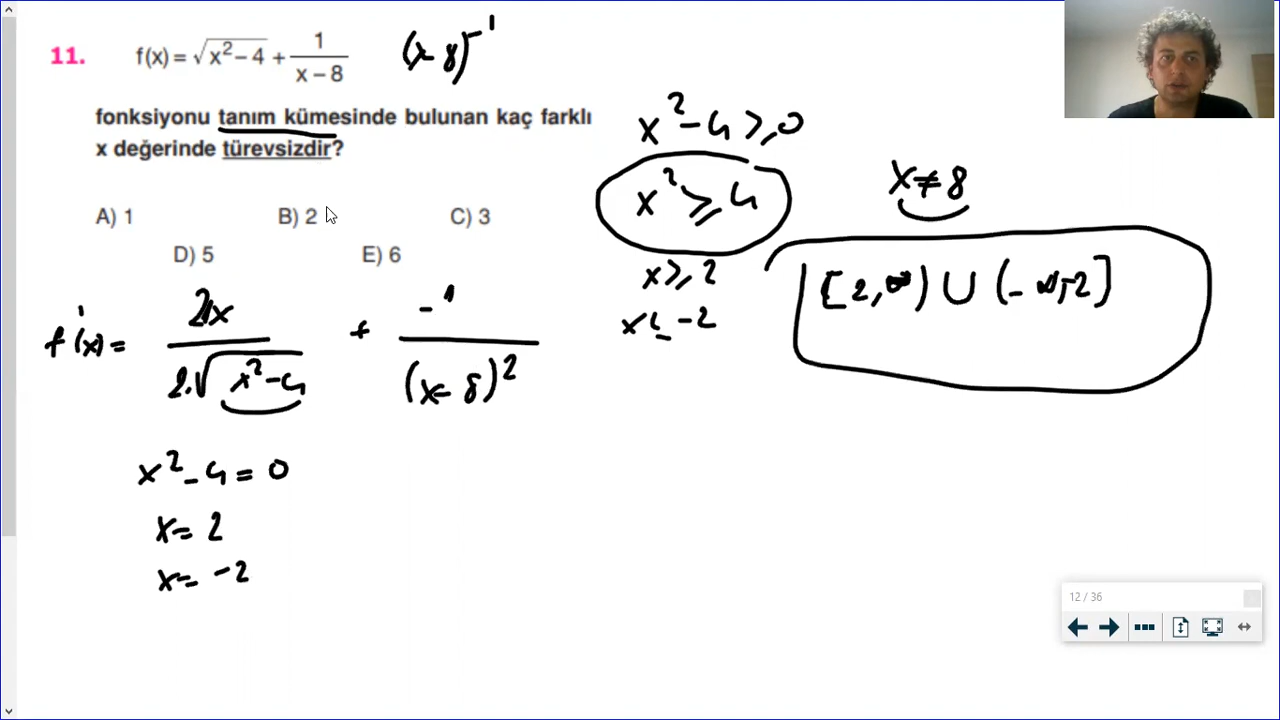 11. f(x) = √x² − 4 + 1/(x − 8) (x-8)⁻¹
fonksiyonu tanım kümesinde bulunan kaç farklı
x değerinde türevsizdir?
A) 1 B) 2 C) 3
D) 5 E) 6
f'(x) = 2x/(2.√x²-4) + -1/(x-8)²
x²-4=0
x=2
x=-2
x²-4≥0
x²≥4
x≥2
x≤-2
x≠8
[2,∞) ∪ (-∞,-2]
12 / 36